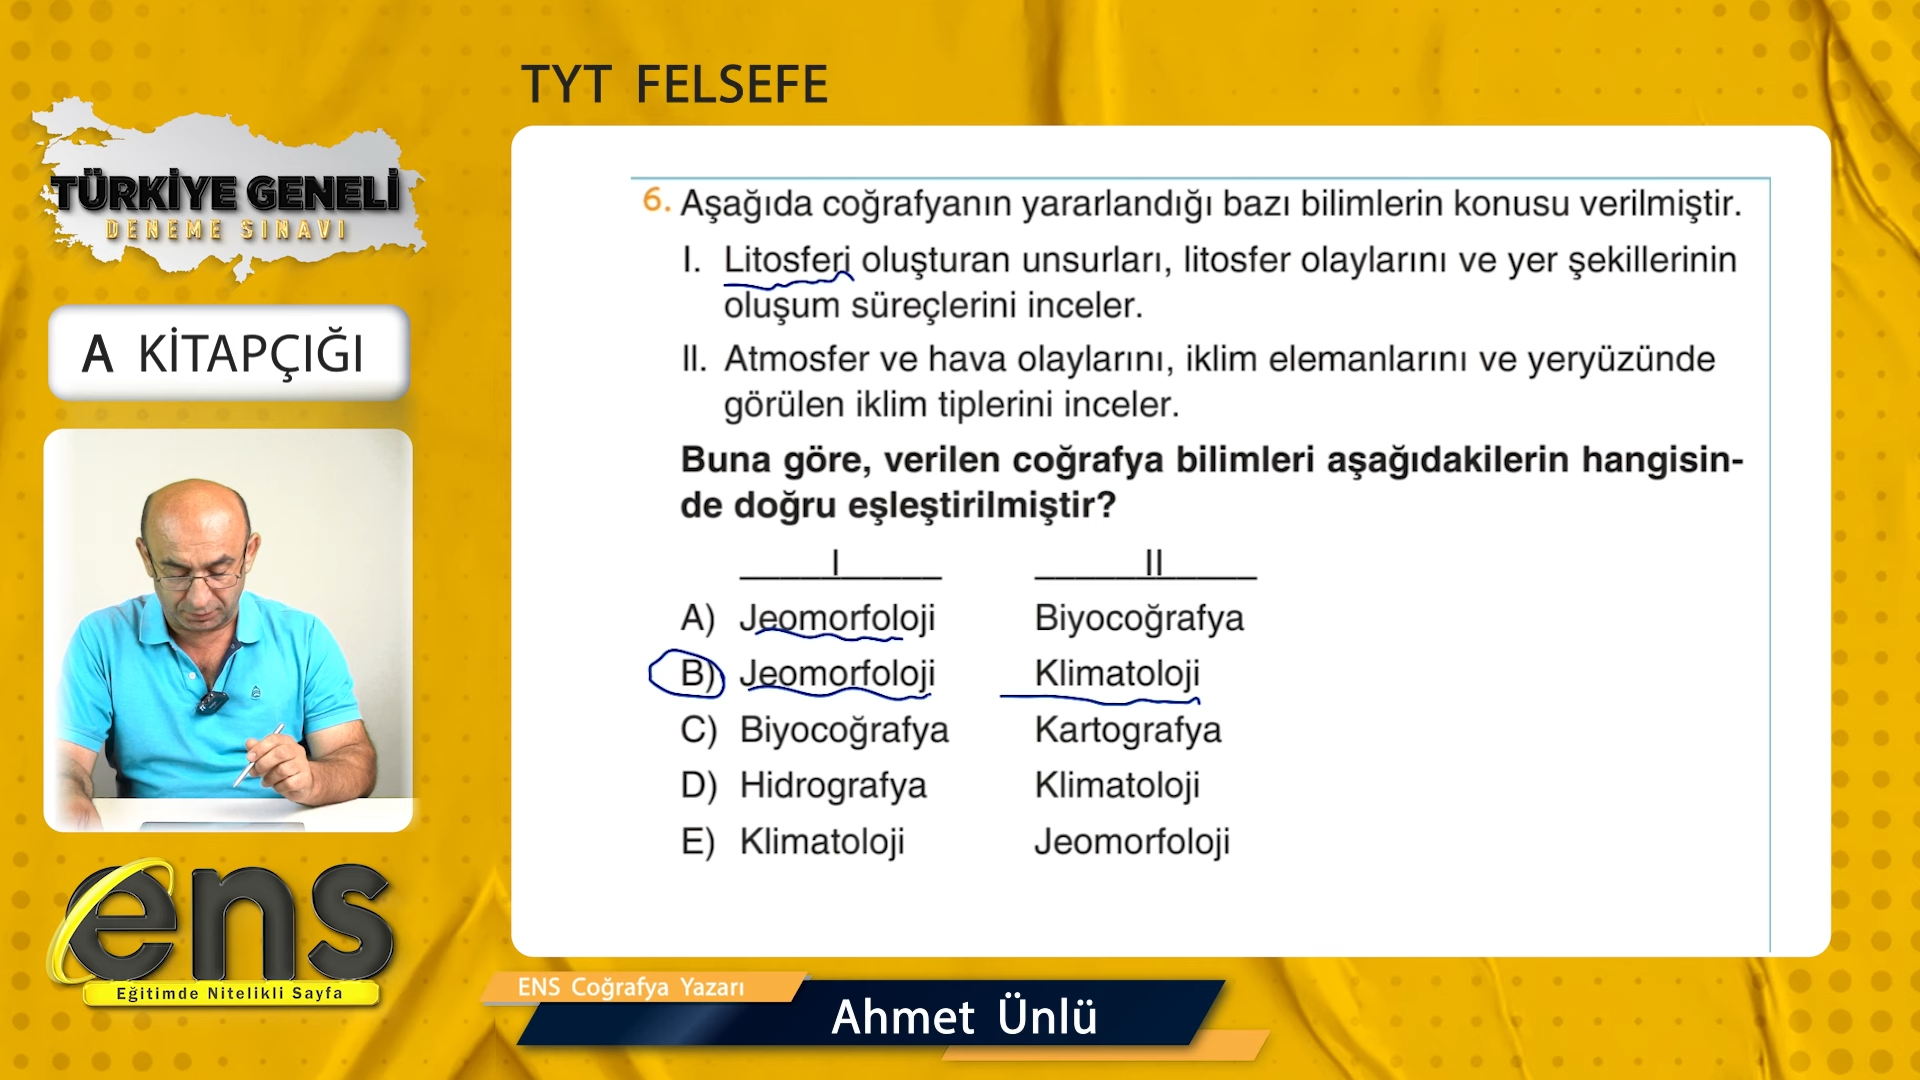 TYT FELSEFE
TÜRKİYE GENELİ
DENEME SINAVI
A KİTAPÇIĞI
6. Aşağıda coğrafyanın yararlandığı bazı bilimlerin konusu verilmiştir.
I. Litosferi oluşturan unsurları, litosfer olaylarını ve yer şekillerinin
oluşum süreçlerini inceler.
II. Atmosfer ve hava olaylarını, iklim elemanlarını ve yeryüzünde
görülen iklim tiplerini inceler.
Buna göre, verilen coğrafya bilimleri aşağıdakilerin hangisin-
de doğru eşleştirilmiştir?
I II
A) Jeomorfoloji Biyocoğrafya
B) Jeomorfoloji Klimatoloji
C) Biyocoğrafya Kartografya
D) Hidrografya Klimatoloji
E) Klimatoloji Jeomorfoloji
ens
Eğitimde Nitelikli Sayfa
ENS Coğrafya Yazarı
Ahmet Ünlü